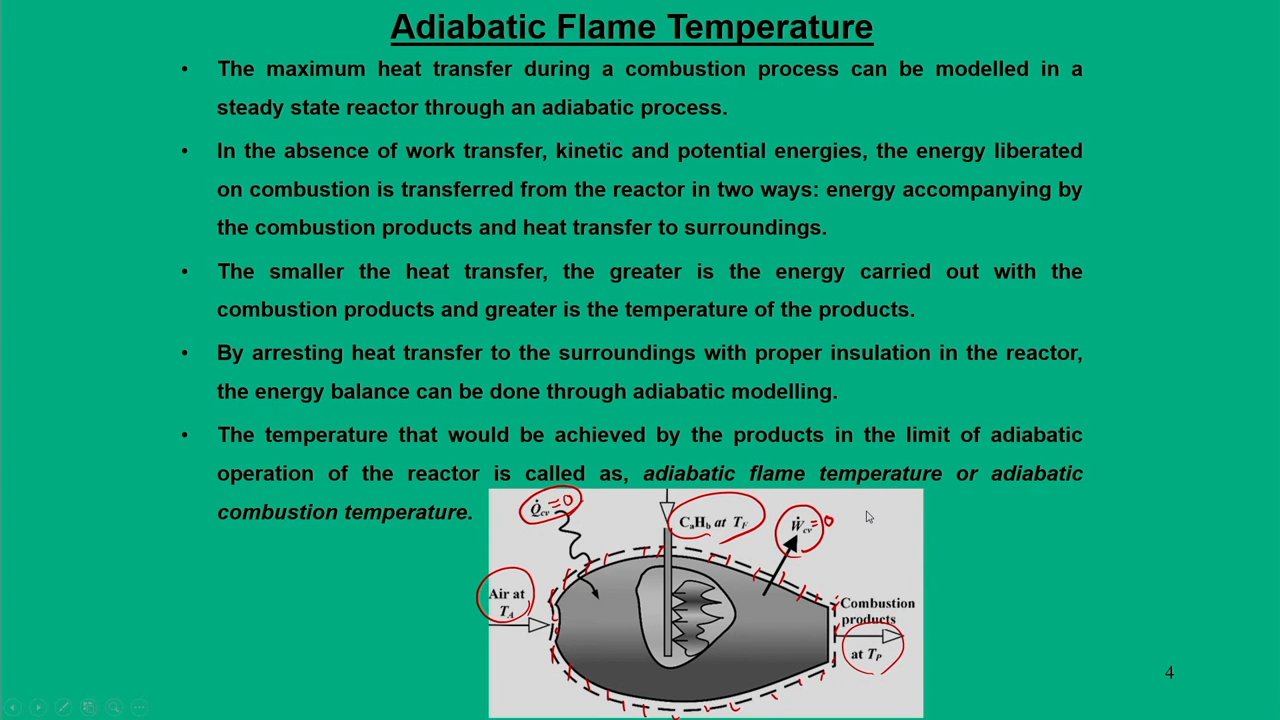 Adiabatic Flame Temperature
• The maximum heat transfer during a combustion process can be modelled in a
steady state reactor through an adiabatic process.
• In the absence of work transfer, kinetic and potential energies, the energy liberated
on combustion is transferred from the reactor in two ways: energy accompanying by
the combustion products and heat transfer to surroundings.
• The smaller the heat transfer, the greater is the energy carried out with the
combustion products and greater is the temperature of the products.
• By arresting heat transfer to the surroundings with proper insulation in the reactor,
the energy balance can be done through adiabatic modelling.
• The temperature that would be achieved by the products in the limit of adiabatic
operation of the reactor is called as, adiabatic flame temperature or adiabatic
combustion temperature.
Q̇cv = 0
CaHb at TF
Ẇcv = 0
Air at
TA
Combustion
products
at TP
4